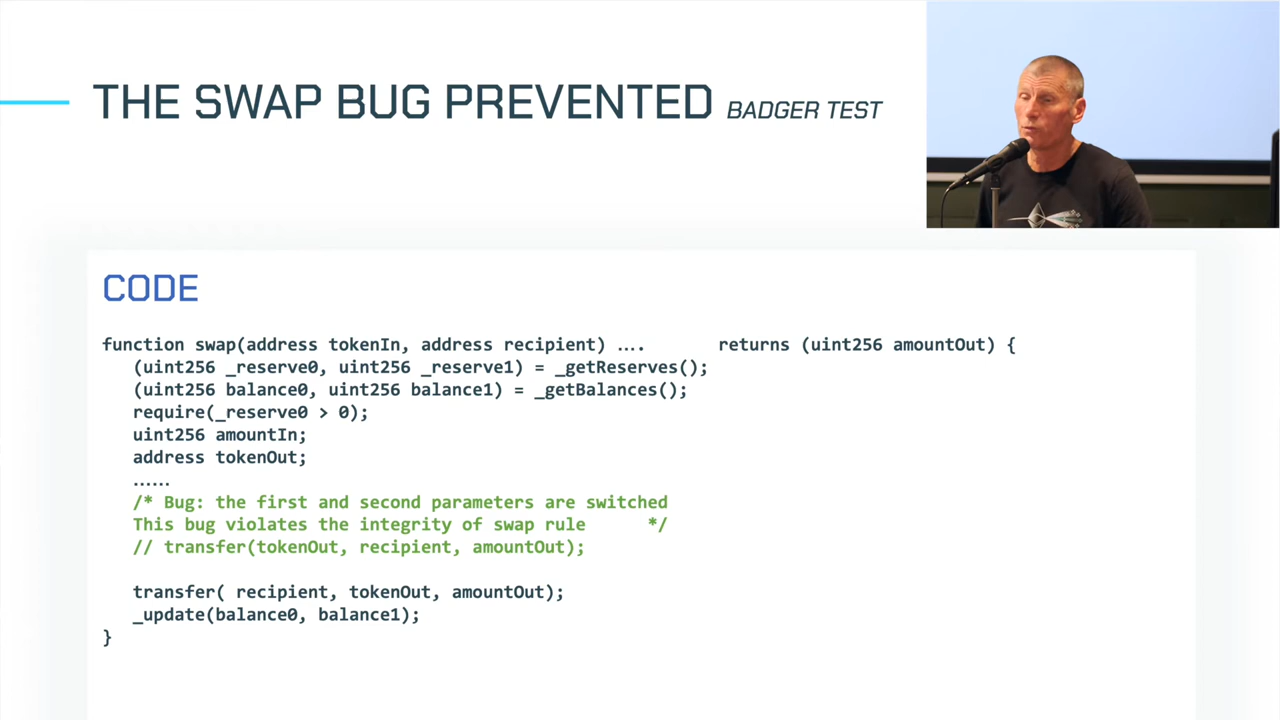 THE SWAP BUG PREVENTED BADGER TEST
CODE
function swap(address tokenIn, address recipient) .... returns (uint256 amountOut) {
(uint256 _reserve0, uint256 _reserve1) = _getReserves();
(uint256 balance0, uint256 balance1) = _getBalances();
require(_reserve0 > 0);
uint256 amountIn;
address tokenOut;
......
/* Bug: the first and second parameters are switched
This bug violates the integrity of swap rule */
// transfer(tokenOut, recipient, amountOut);
transfer( recipient, tokenOut, amountOut);
_update(balance0, balance1);
}